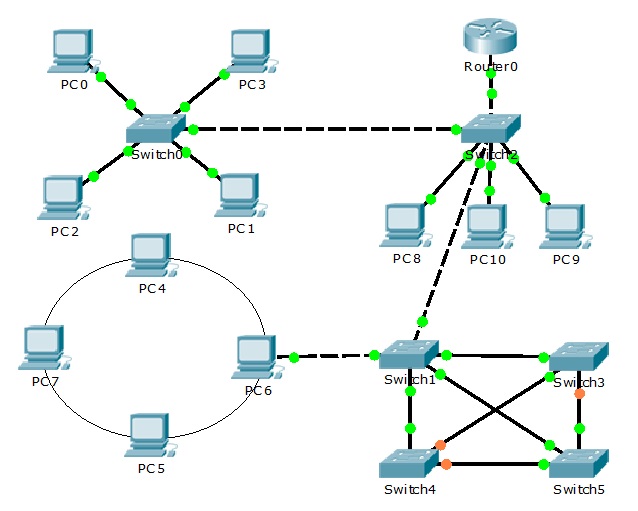 PC0
PC3
Router0
Switch0
Switch2
PC2
PC1
PC8
PC10
PC9
PC4
PC7
PC6
Switch1
Switch3
PC5
Switch4
Switch5